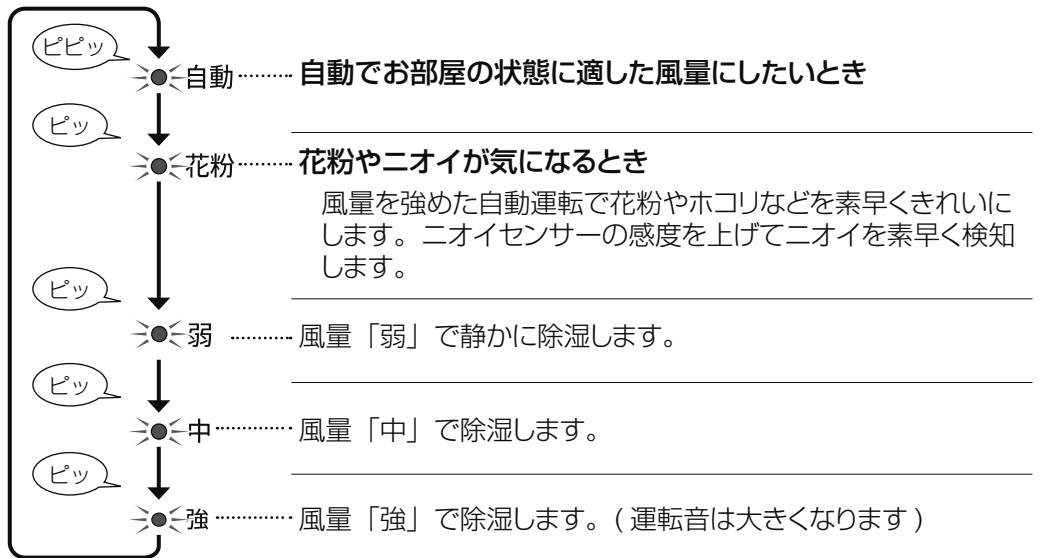 ピピッ
自動 自動でお部屋の状態に適した風量にしたいとき
ピッ
花粉 花粉やニオイが気になるとき
風量を強めた自動運転で花粉やホコリなどを素早くきれいに
します。ニオイセンサーの感度を上げてニオイを素早く検知
します。
ピッ
弱 風量「弱」で静かに除湿します。
ピッ
中 風量「中」で除湿します。
ピッ
強 風量「強」で除湿します。(運転音は大きくなります)